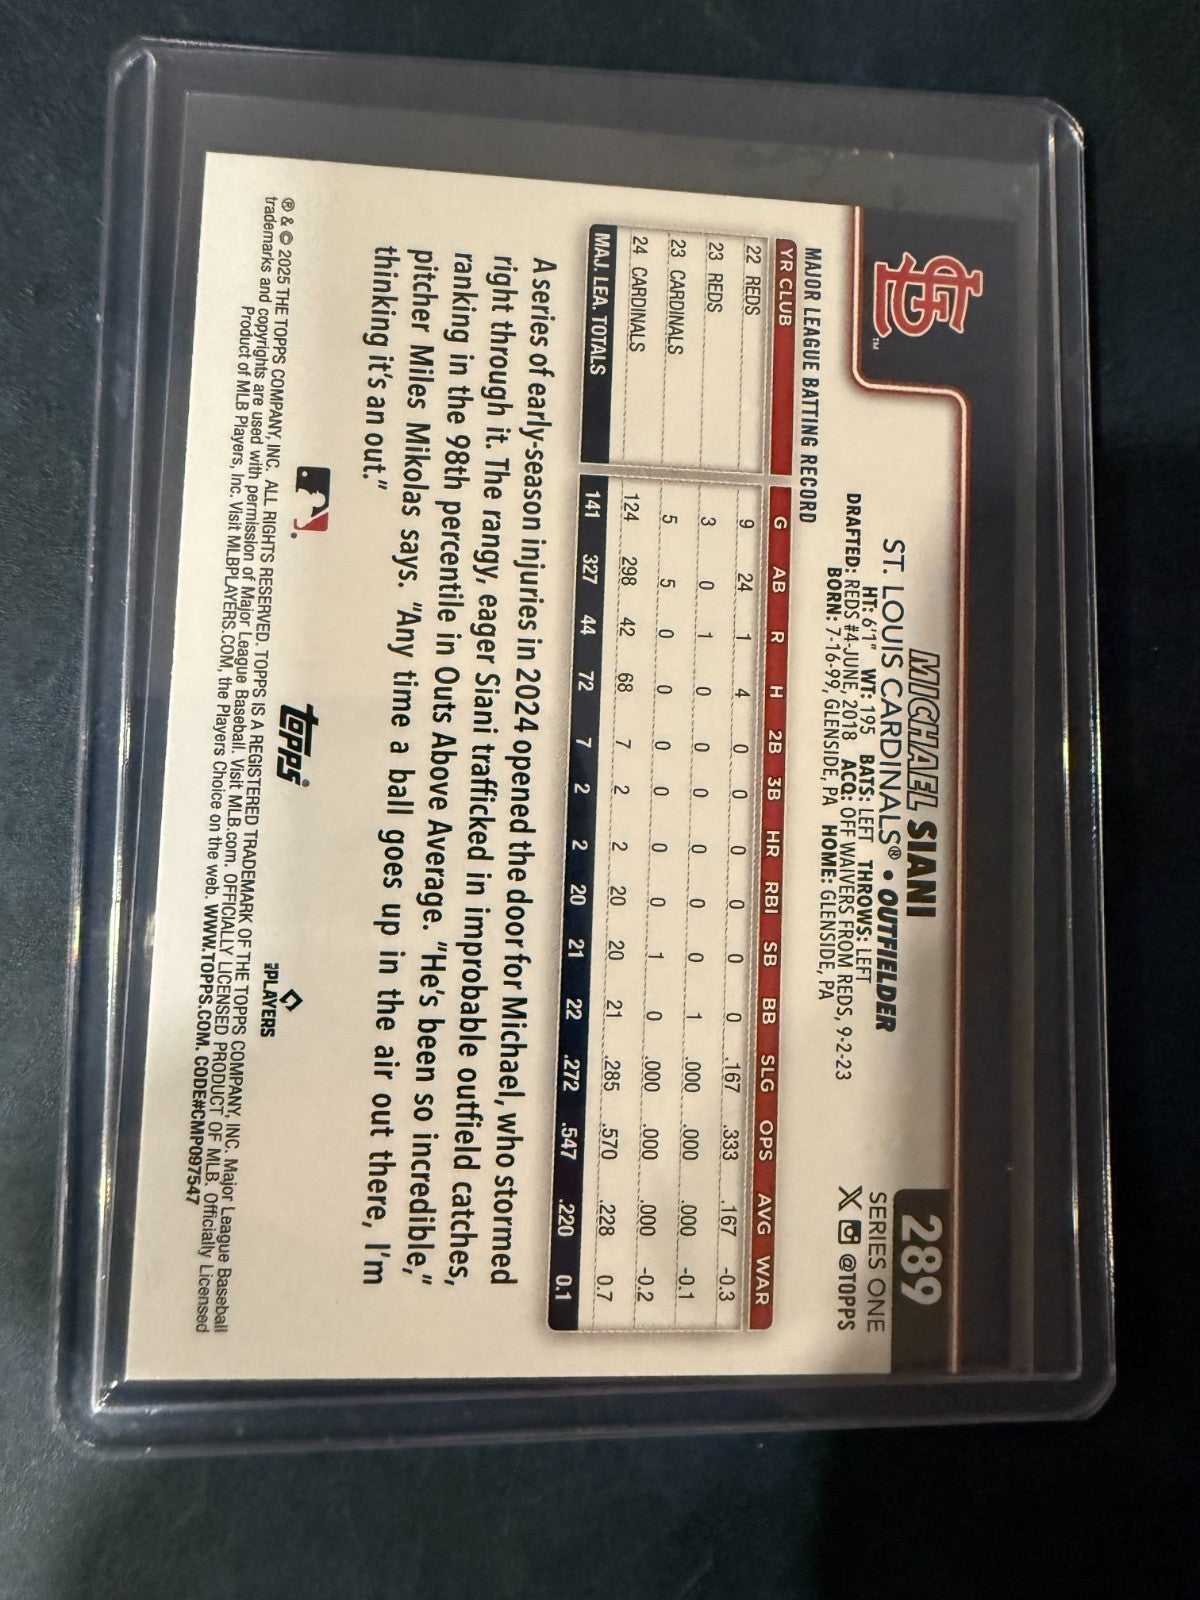 STL
TM
289
MICHAEL SIANI
ST. LOUIS CARDINALS® • OUTFIELDER
HT: 6'1" WT: 195 BATS: LEFT THROWS: LEFT
DRAFTED: REDS #4-JUNE, 2018 ACQ: OFF WAIVERS FROM REDS, 9-2-23
BORN: 7-16-99, GLENSIDE, PA HOME: GLENSIDE, PA
SERIES ONE
X @TOPPS
MAJOR LEAGUE BATTING RECORD
YR CLUB G AB R H 2B 3B HR RBI SB BB SLG OPS AVG WAR
22 REDS 9 24 1 4 0 0 0 0 0 0 .167 .333 .167 -0.3
23 REDS 3 0 1 0 0 0 0 0 0 1 .000 .000 .000 -0.1
23 CARDINALS 5 5 0 0 0 0 0 0 1 0 .000 .000 .000 -0.2
24 CARDINALS 124 298 42 68 7 2 2 20 20 21 .285 .570 .228 0.7
MAJ. LEA. TOTALS 141 327 44 72 7 2 2 20 21 22 .272 .547 .220 0.1
A series of early-season injuries in 2024 opened the door for Michael, who stormed
right through it. The rangy, eager Siani trafficked in improbable outfield catches,
ranking in the 98th percentile in Outs Above Average. "He's been so incredible,"
pitcher Miles Mikolas says. "Any time a ball goes up in the air out there, I'm
thinking it's an out."
topps®
MLB PLAYERS
® & © 2025 THE TOPPS COMPANY, INC. ALL RIGHTS RESERVED. TOPPS IS A REGISTERED TRADEMARK OF THE TOPPS COMPANY, INC. Major League Baseball
trademarks and copyrights are used with permission of Major League Baseball. Visit MLB.com. OFFICIALLY LICENSED PRODUCT OF MLB. Officially Licensed
Product of MLB Players, Inc. Visit MLBPLAYERS.COM, the Players Choice on the web. WWW.TOPPS.COM. CODE#CMP097547